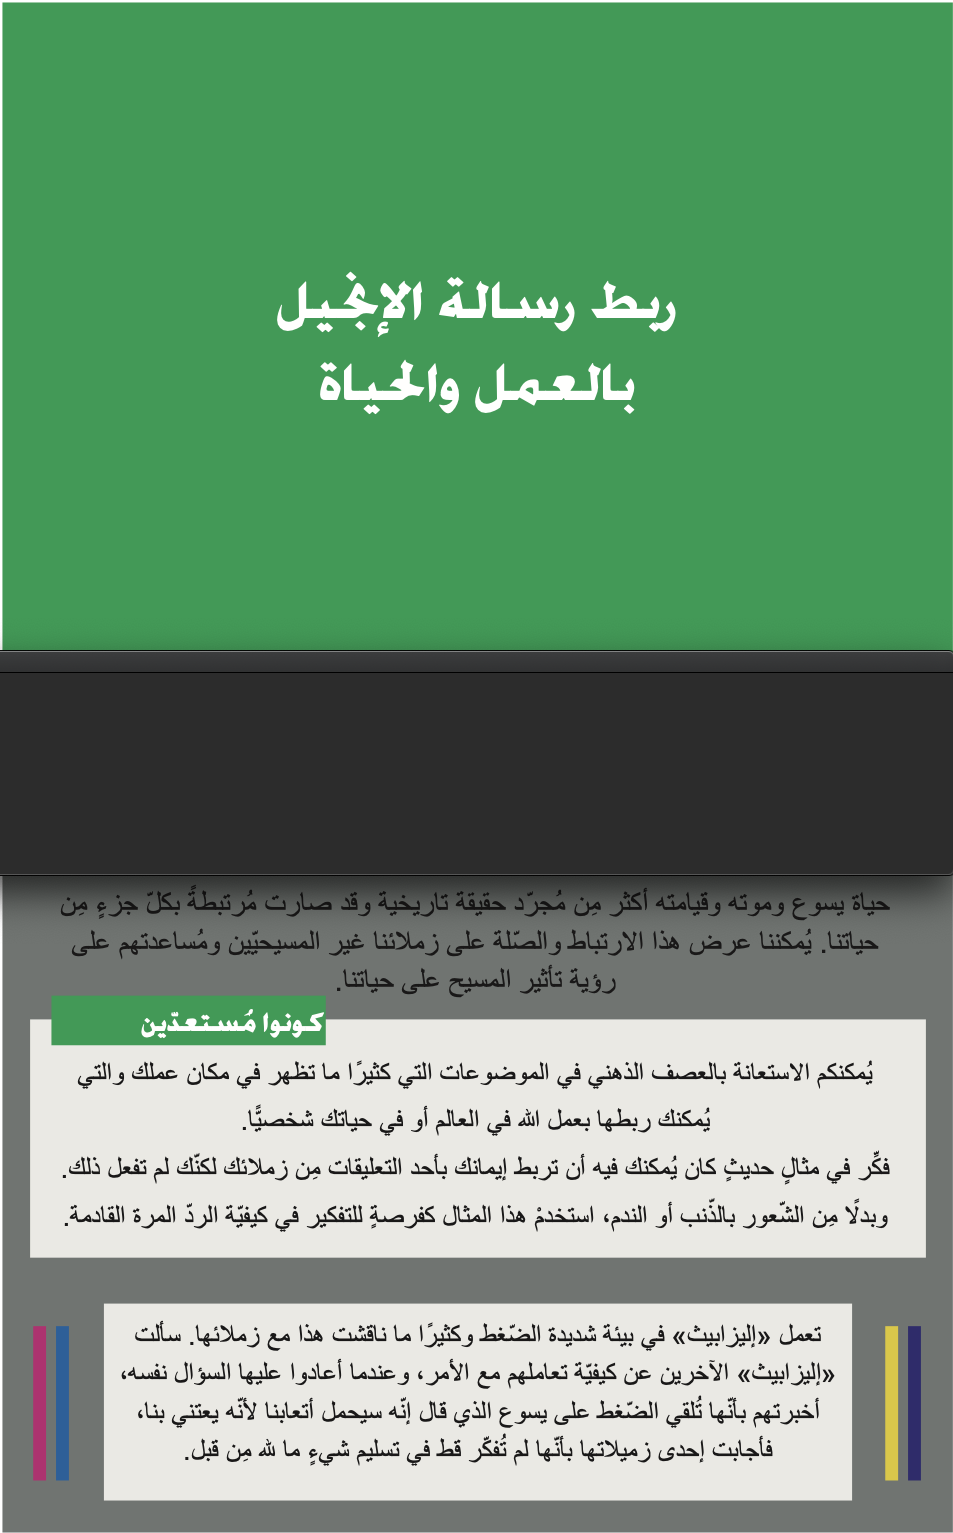 ربط رسالة الإنجيل
بالعمل والحياة
حياة يسوع وموته وقيامته أكثر مِن مُجرّد حقيقة تاريخية وقد صارت مُرتبطةً بكلّ جزءٍ مِن
حياتنا. يُمكننا عرض هذا الارتباط والصّلة على زملائنا غير المسيحيّين ومُساعدتهم على
رؤية تأثير المسيح على حياتنا.
كونوا مُستعدّين
يُمكنكم الاستعانة بالعصف الذهني في الموضوعات التي كثيرًا ما تظهر في مكان عملك والتي
يُمكنك ربطها بعمل الله في العالم أو في حياتك شخصيًّا.
فكِّر في مثالٍ حديثٍ كان يُمكنك فيه أن تربط إيمانك بأحد التعليقات مِن زملائك لكنّك لم تفعل ذلك.
وبدلًا مِن الشّعور بالذّنب أو الندم، استخدمْ هذا المثال كفرصةٍ للتفكير في كيفيّة الردّ المرة القادمة.
تعمل «إليزابيث» في بيئة شديدة الضّغط وكثيرًا ما ناقشت هذا مع زملائها. سألت
«إليزابيث» الآخرين عن كيفيّة تعاملهم مع الأمر، وعندما أعادوا عليها السؤال نفسه،
أخبرتهم بأنّها تُلقي الضّغط على يسوع الذي قال إنّه سيحمل أتعابنا لأنّه يعتني بنا،
فأجابت إحدى زميلاتها بأنّها لم تُفكّر قط في تسليم شيءٍ ما لله مِن قبل.